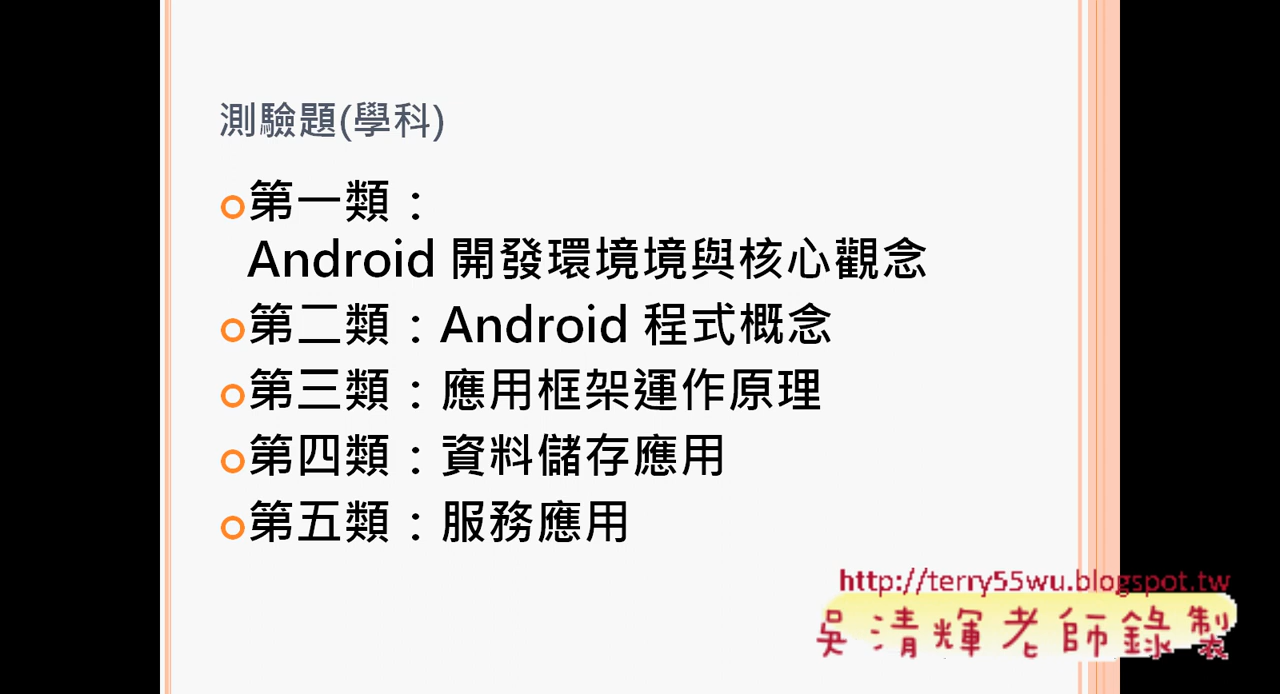 測驗題(學科)
第一類：
Android 開發環境境與核心觀念
第二類：Android 程式概念
第三類：應用框架運作原理
第四類：資料儲存應用
第五類：服務應用
http://terry55wu.blogspot.tw
吳清輝老師錄製